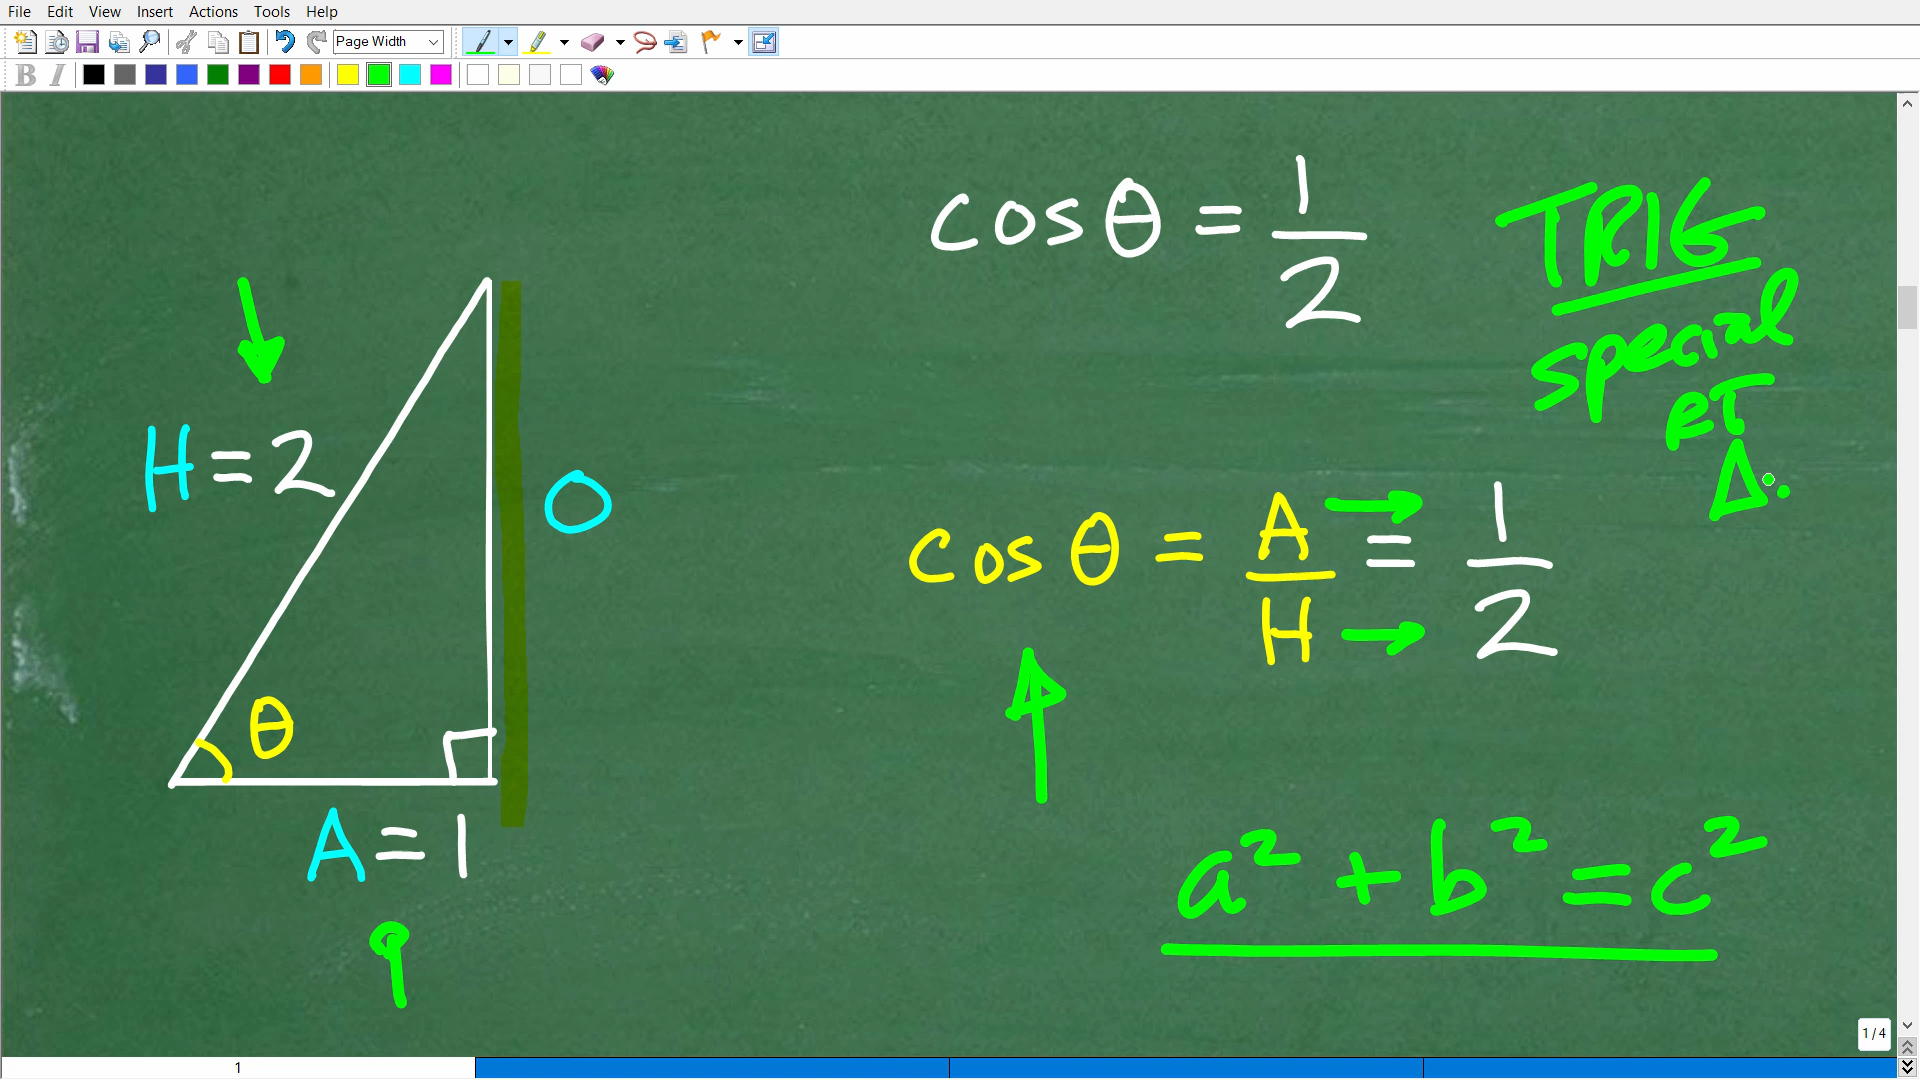 File Edit View Insert Actions Tools Help
Page Width
B I
cos θ = 1/2
TRIG
special
RT
Δ.
H = 2
O
cos θ = A/H = 1/2
θ
A = 1
a² + b² = c²
1 / 4
1